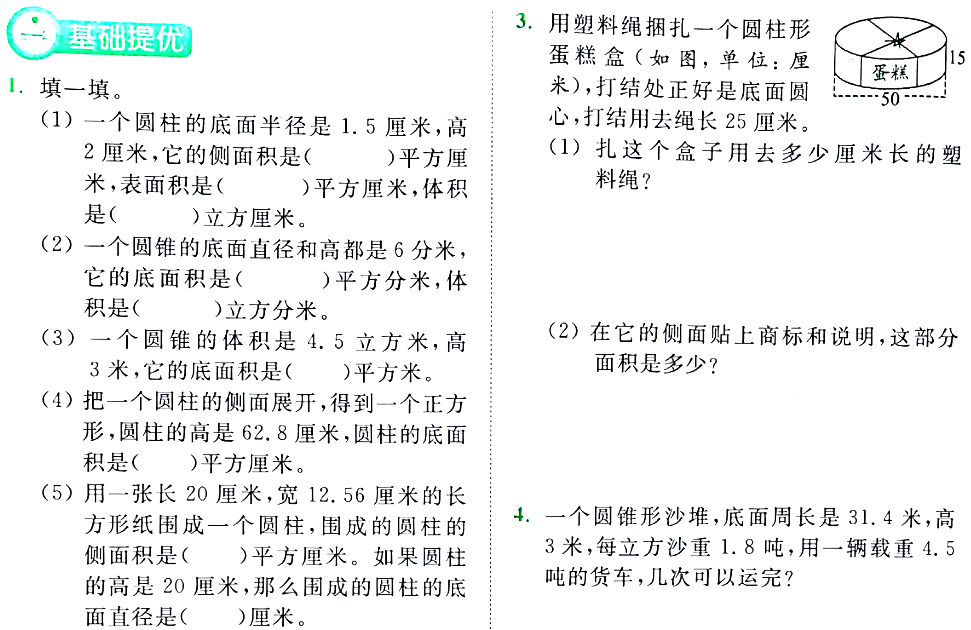 一 基础提优
1. 填一填。
(1) 一个圆柱的底面半径是 1.5 厘米,高
2 厘米,它的侧面积是(　　)平方厘
米,表面积是(　　)平方厘米,体积
是(　　)立方厘米。
(2) 一个圆锥的底面直径和高都是 6 分米,
它的底面积是(　　)平方分米,体
积是(　　)立方分米。
(3) 一个圆锥的体积是 4.5 立方米,高
3 米,它的底面积是(　　)平方米。
(4) 把一个圆柱的侧面展开,得到一个正方
形,圆柱的高是 62.8 厘米,圆柱的底面
积是(　　)平方厘米。
(5) 用一张长 20 厘米,宽 12.56 厘米的长
方形纸围成一个圆柱,围成的圆柱的
侧面积是(　　)平方厘米。如果圆柱
的高是 20 厘米,那么围成的圆柱的底
面直径是(　　)厘米。
3. 用塑料绳捆扎一个圆柱形
蛋糕盒(如图,单位:厘
米),打结处正好是底面圆
心,打结用去绳长 25 厘米。
蛋糕
15
50
(1) 扎这个盒子用去多少厘米长的塑
料绳?
(2) 在它的侧面贴上商标和说明,这部分
面积是多少?
4. 一个圆锥形沙堆,底面周长是 31.4 米,高
3 米,每立方沙重 1.8 吨,用一辆载重 4.5
吨的货车,几次可以运完?